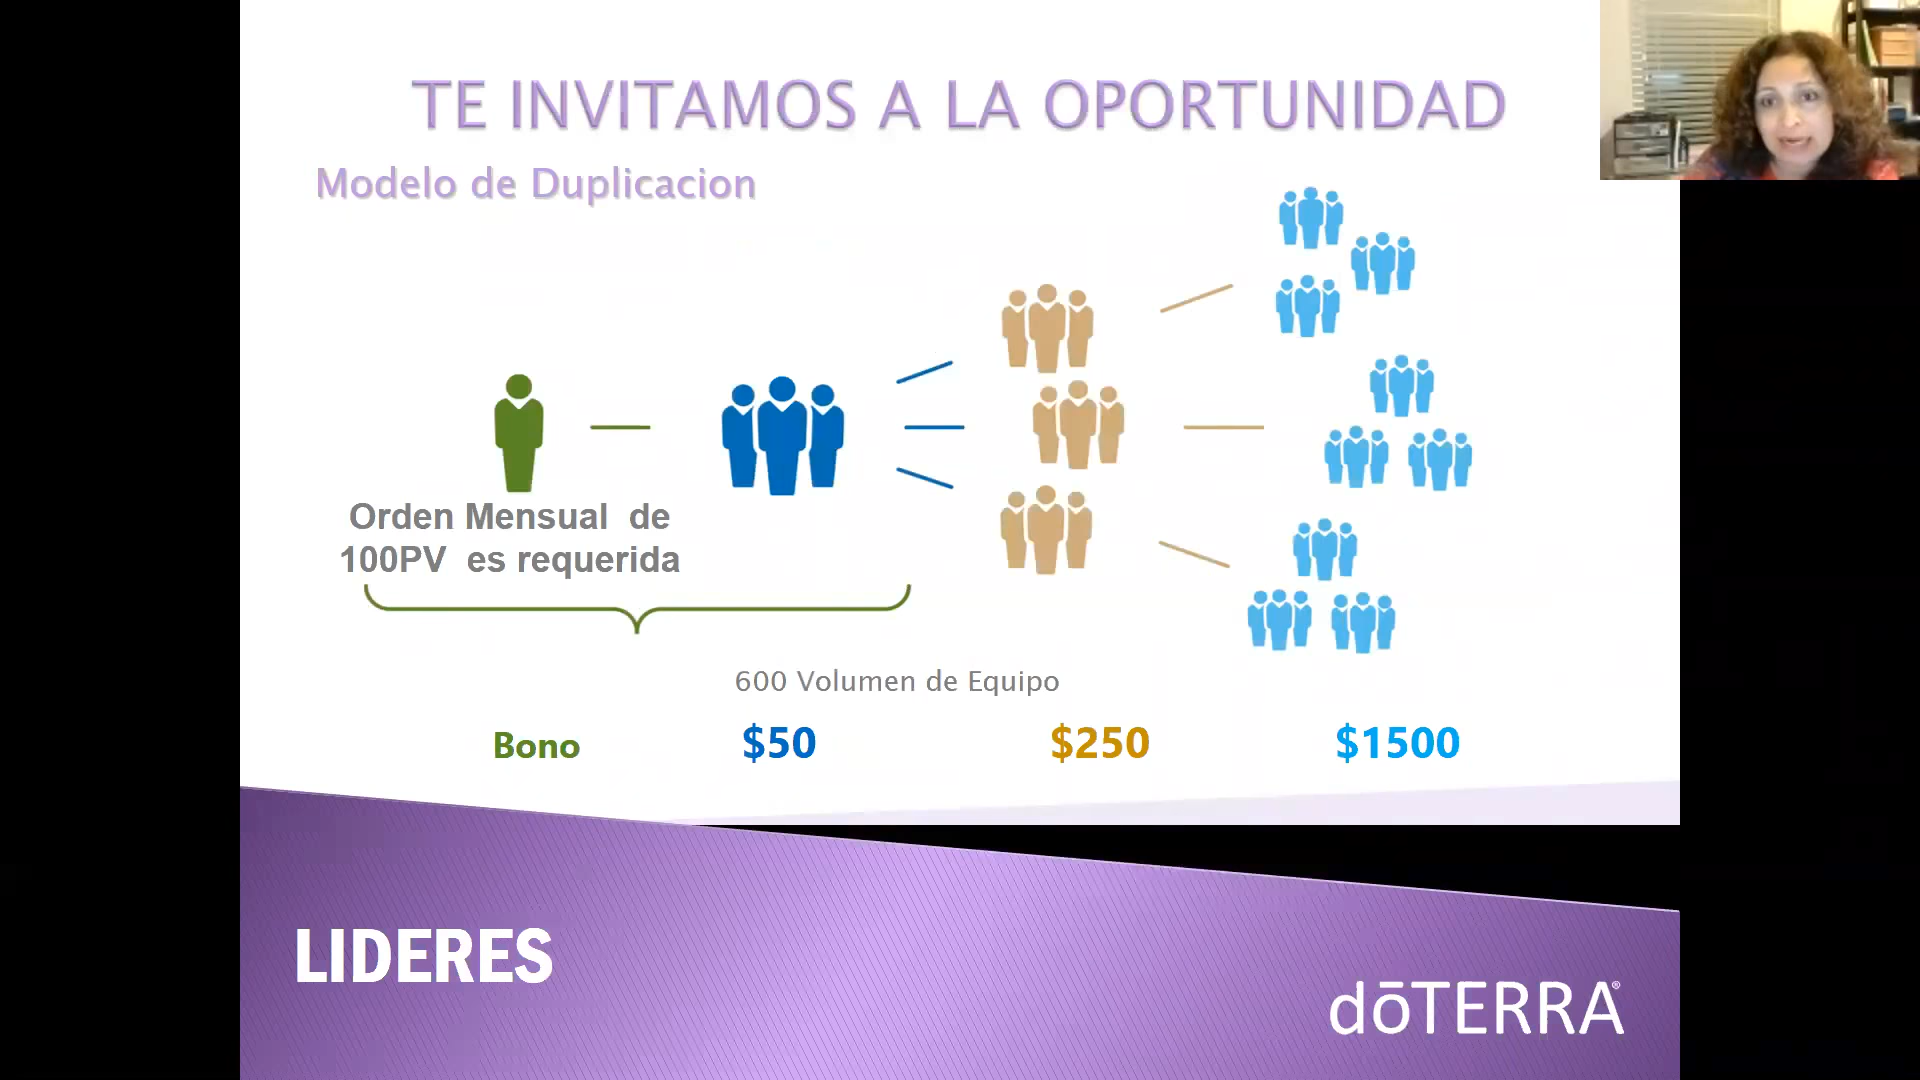 TE INVITAMOS A LA OPORTUNIDAD
Modelo de Duplicacion
Orden Mensual de
100PV es requerida
600 Volumen de Equipo
Bono $50 $250 $1500
LIDERES
dōTERRA®